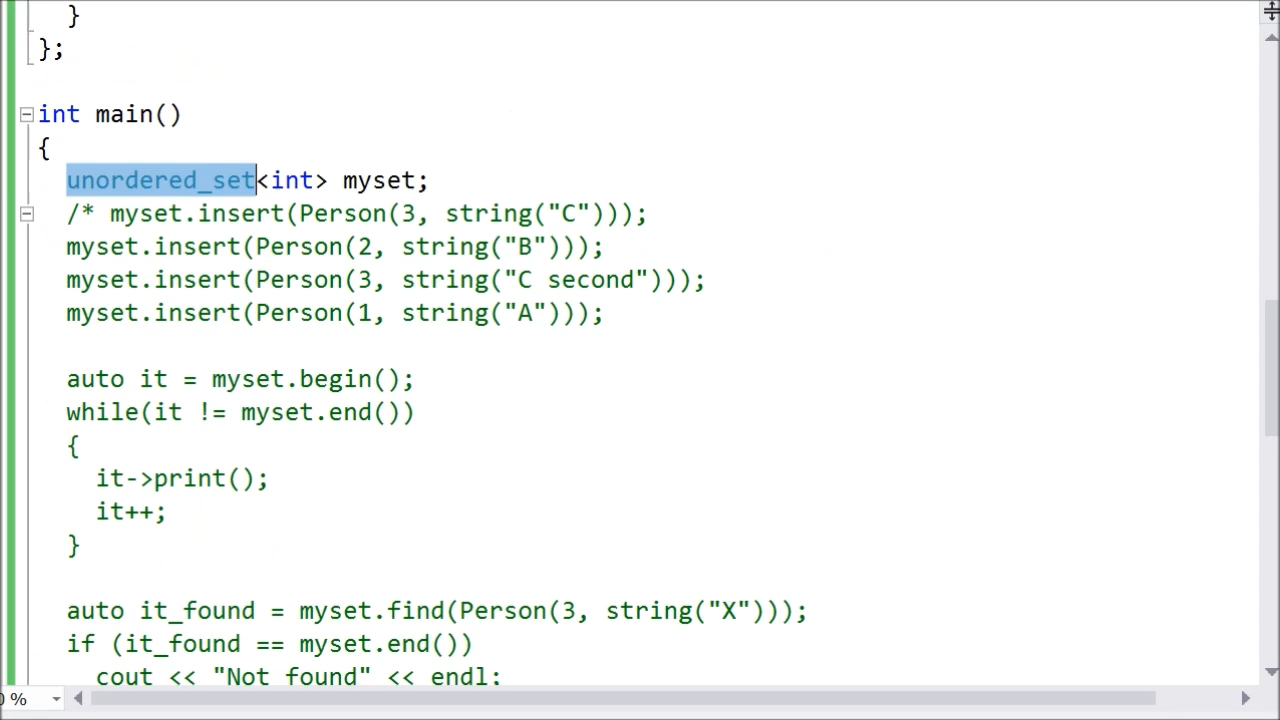 }
};
int main()
{
unordered_set<int> myset;
/* myset.insert(Person(3, string("C")));
myset.insert(Person(2, string("B")));
myset.insert(Person(3, string("C second")));
myset.insert(Person(1, string("A")));
auto it = myset.begin();
while(it != myset.end())
{
it->print();
it++;
}
auto it_found = myset.find(Person(3, string("X")));
if (it_found == myset.end())
cout << "Not found" << endl;
0 %